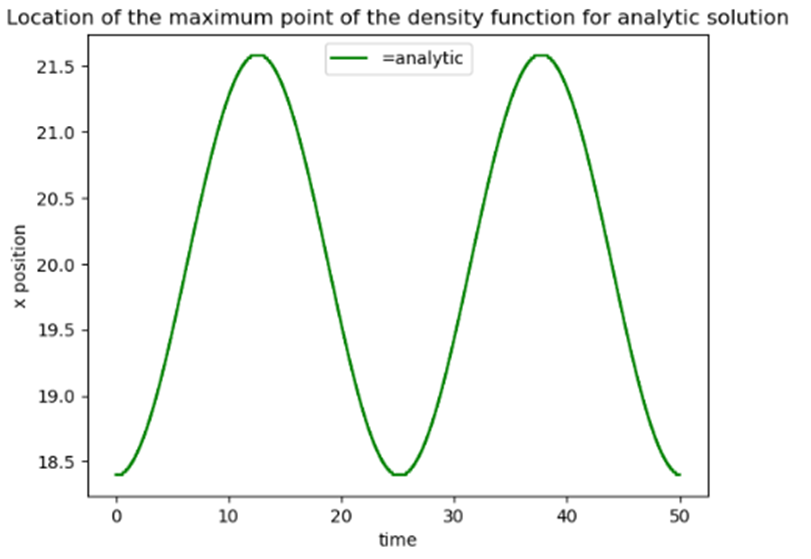 Location of the maximum point of the density function for analytic solution
=analytic
21.5
21.0
20.5
20.0
19.5
19.0
18.5
x position
0 10 20 30 40 50
time